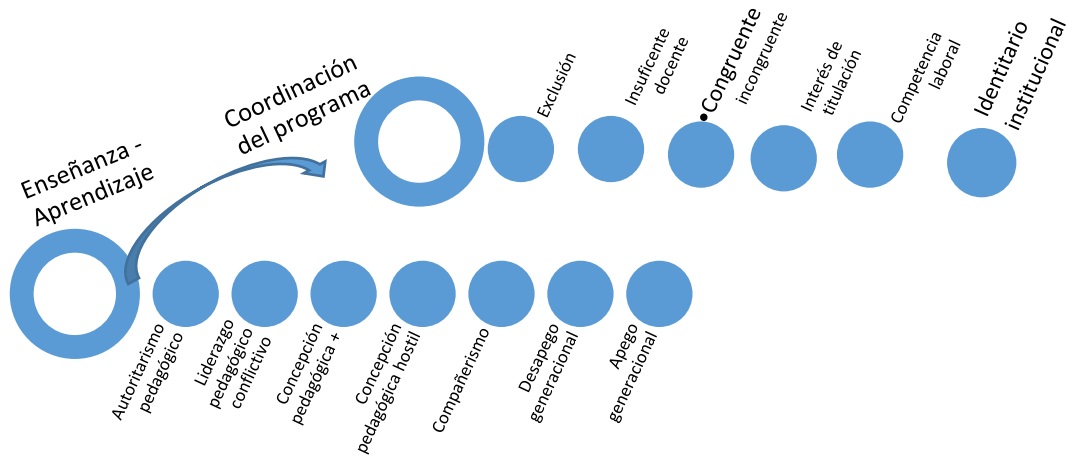 Enseñanza -
Aprendizaje
Coordinación
del programa
Exclusión
Insuficente
docente
•Congruente
incongruente
Interés de
titulación
Competencia
laboral
Identitario
institucional
Autoritarismo
pedagógico
Liderazgo
pedagógico
conflictivo
Concepción
pedagógica +
Concepción
pedagógica hostil
Compañerismo
Desapego
generacional
Apego
generacional